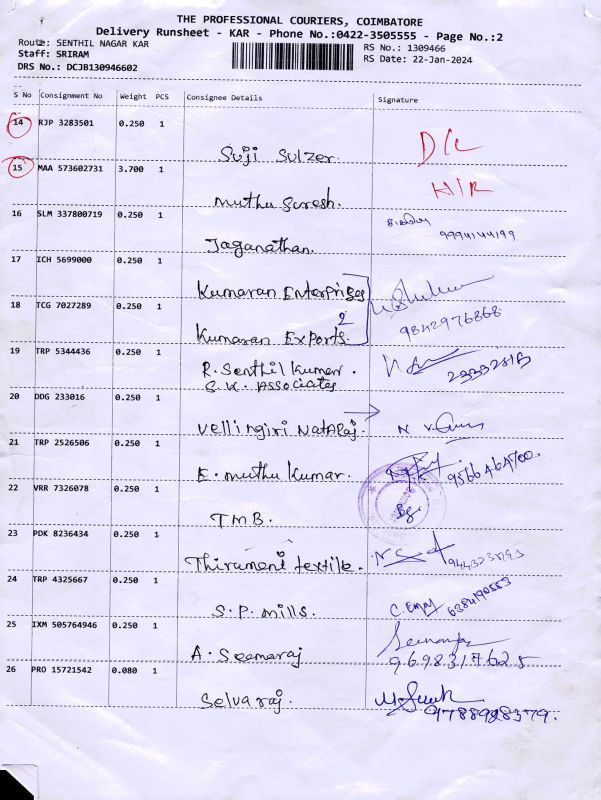 THE PROFESSIONAL COURIERS, COIMBATORE
Delivery Runsheet - KAR - Phone No.:0422-3505555 - Page No.:2
Route: SENTHIL NAGAR KAR
RS No.: 1309466
Staff: SRIRAM
RS Date: 22-Jan-2024
DRS No.: DCJB130946602
S No Consignment No Weight PCS Consignee Details Signature
14 RJP 3283501 0.250 1
Suji Sulzer. D/L
15 MAA 573602731 3.700 1
Muthu Suresh. H/R
16 SLM 337800719 0.250 1
Jaganathan. 9994144199
17 ICH 5699000 0.250 1
Kumaran Enterprises
18 TCG 7027289 0.250 1
2
Kumaran Exports. 9842976868
19 TRP 5344436 0.250 1
R. Senthil Kumar.
S.K. Associates
20 DDG 233016 0.250 1
Vellingiri Nataraj.
21 TRP 2526506 0.250 1
E. Muthu Kumar. 9566464700.
22 VRR 7326078 0.250 1
TMB.
23 PDK 8236434 0.250 1
Thirumeni textile.
24 TRP 4325667 0.250 1
S.P. Mills. 6384190553
25 IXM 505764946 0.250 1
A. Seemaraj 9698317625
26 PRO 15721542 0.080 1
Selvaraj. 9788928379.